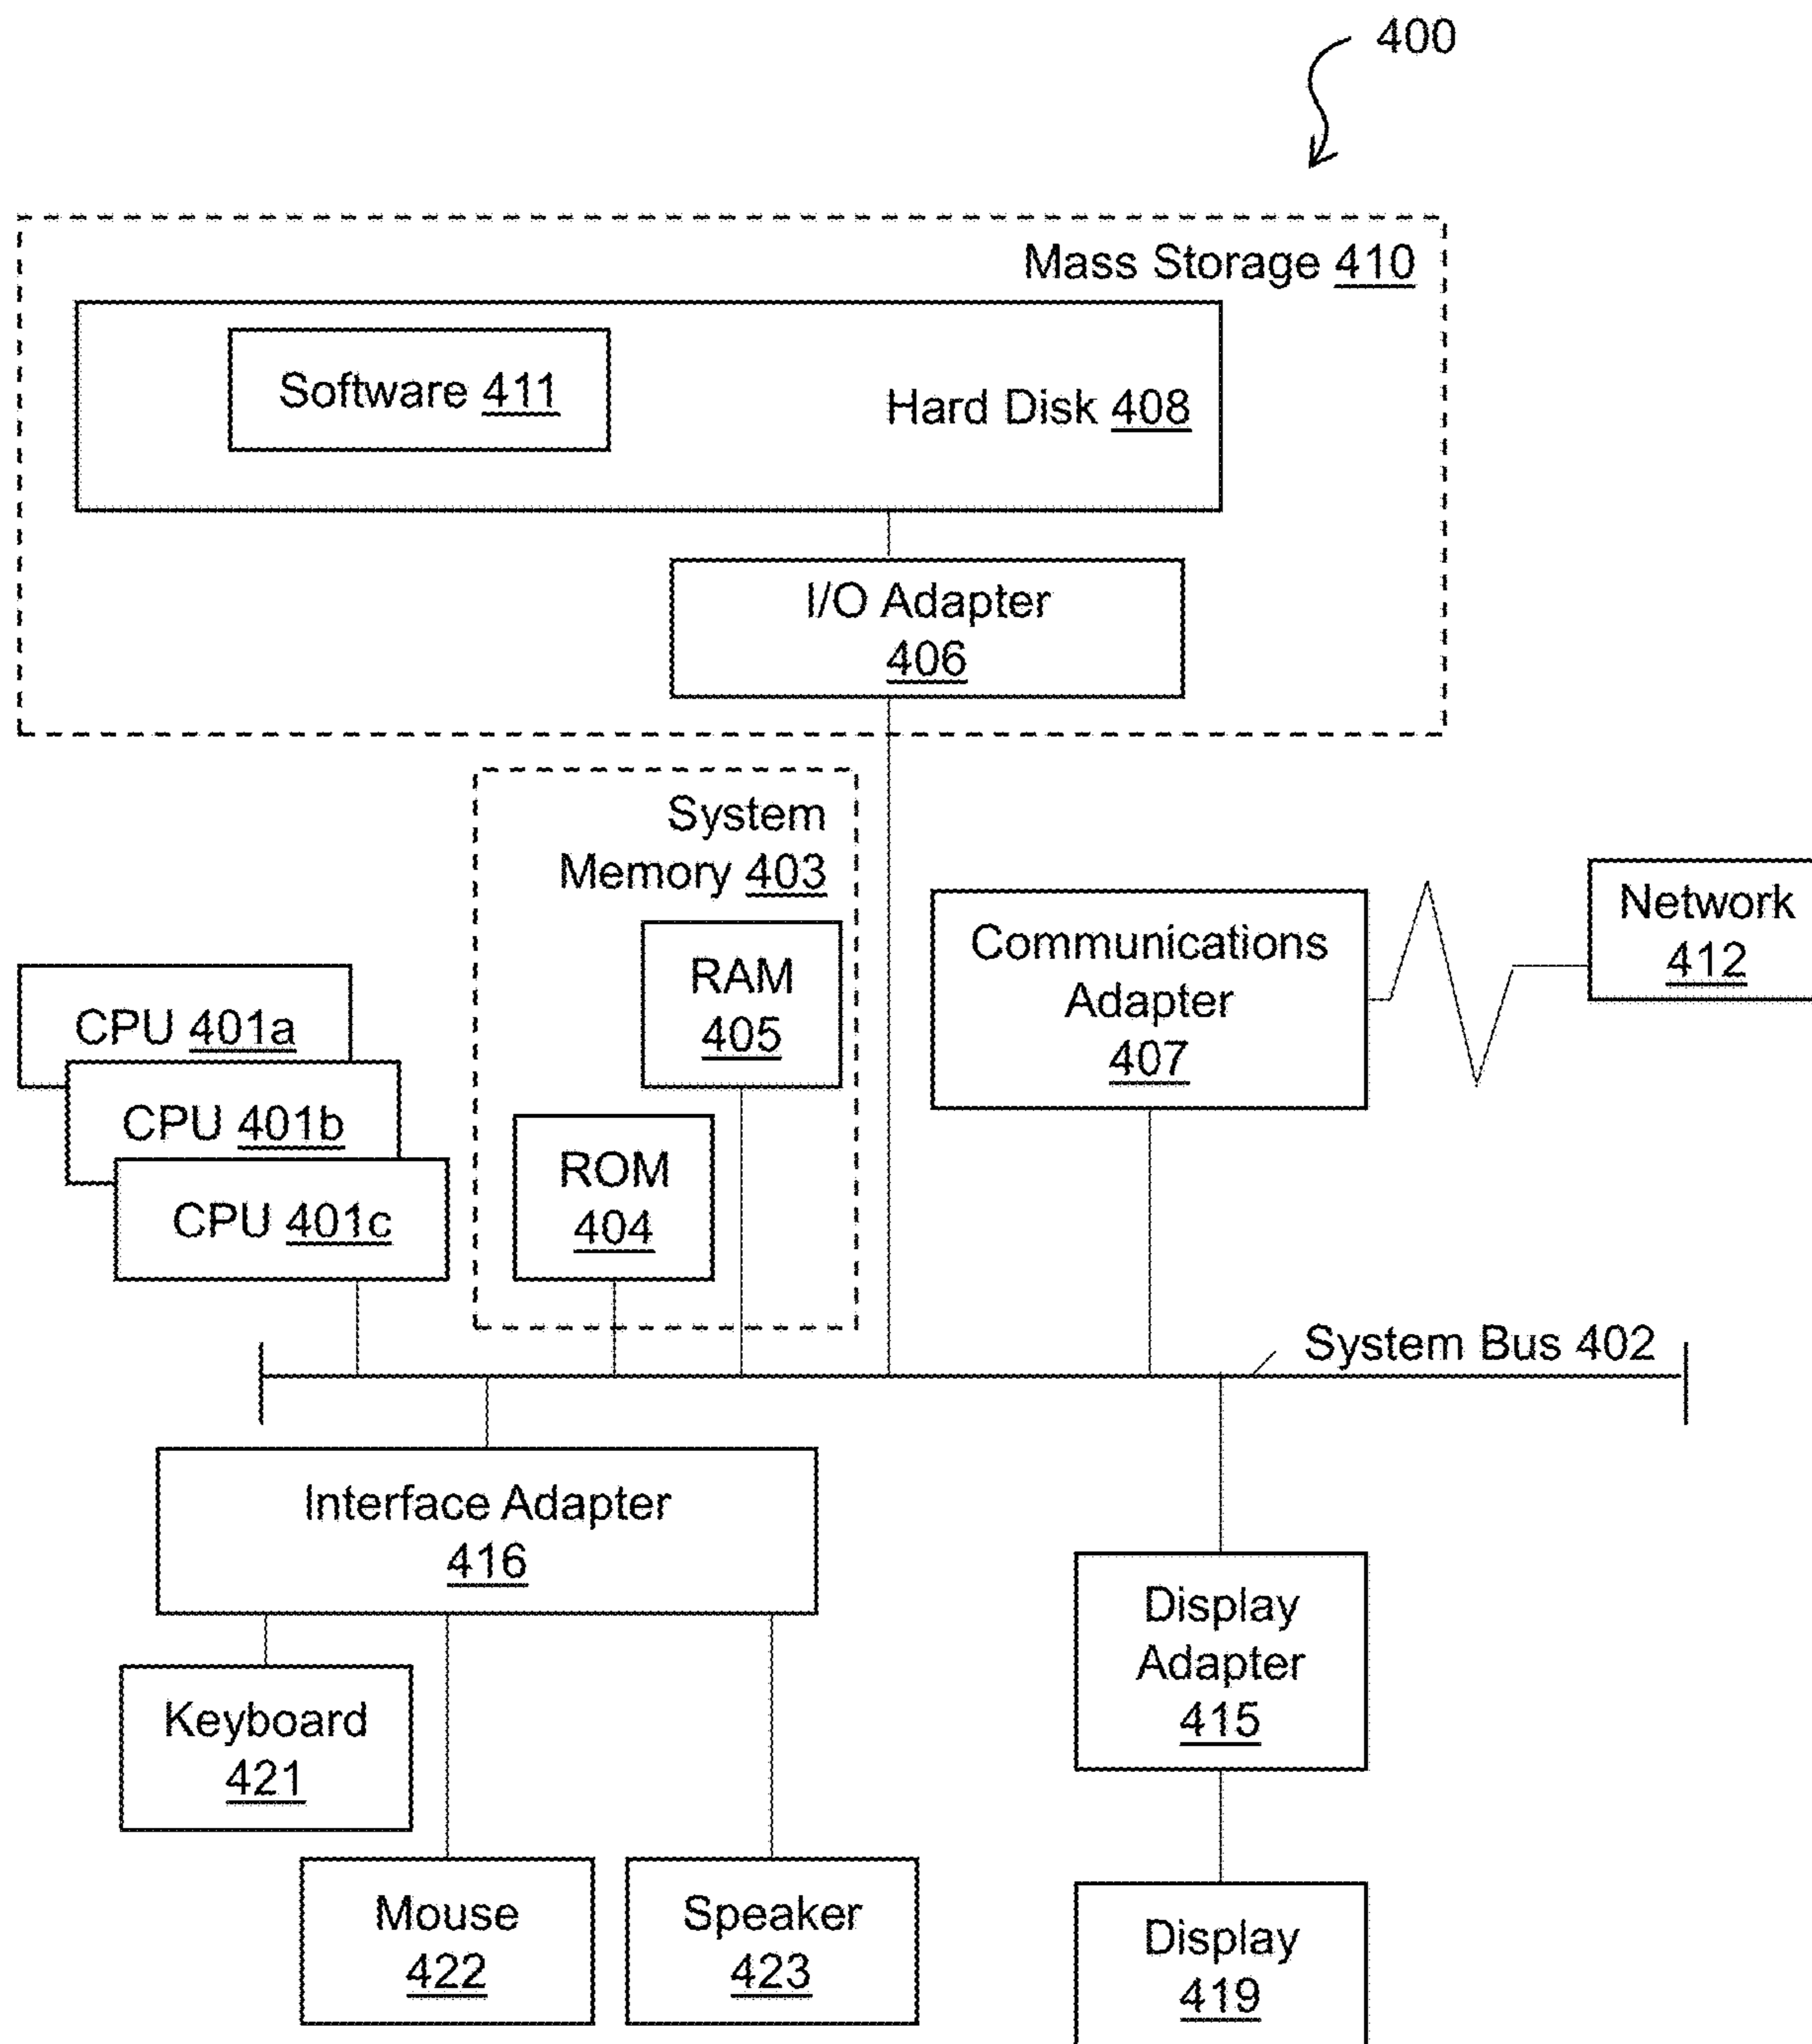 400
Mass Storage 410
Software 411
Hard Disk 408
I/O Adapter
406
System
Memory 403
RAM
405
ROM
404
Communications
Adapter
407
Network
412
CPU 401a
CPU 401b
CPU 401c
System Bus 402
Interface Adapter
416
Keyboard
421
Mouse
422
Speaker
423
Display
Adapter
415
Display
419